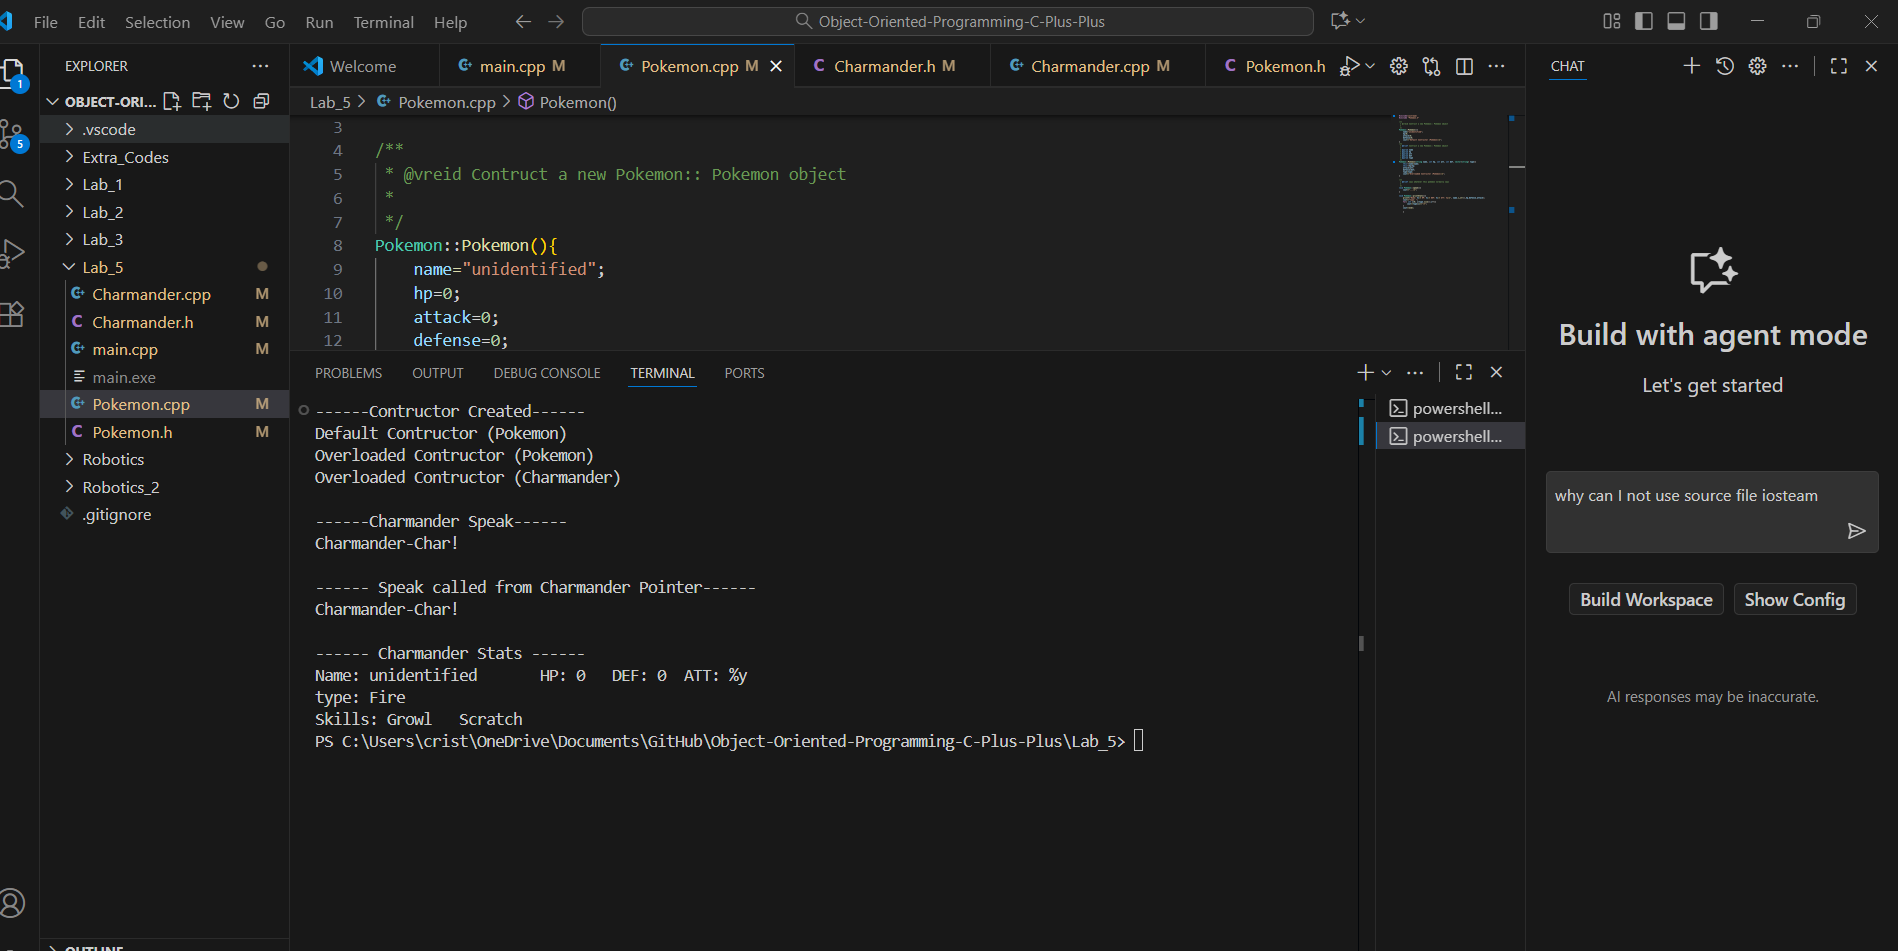 File Edit Selection View Go Run Terminal Help
Object-Oriented-Programming-C-Plus-Plus
EXPLORER
OBJECT-ORI...
.vscode
Extra_Codes
Lab_1
Lab_2
Lab_3
Lab_5
Charmander.cpp M
Charmander.h M
main.cpp M
main.exe
Pokemon.cpp M
Pokemon.h M
Robotics
Robotics_2
.gitignore
OUTLINE
1
5
Welcome main.cpp M Pokemon.cpp M Charmander.h M Charmander.cpp M Pokemon.h
Lab_5 > Pokemon.cpp > Pokemon()
3
4 /**
5 * @vreid Contruct a new Pokemon:: Pokemon object
6 *
7 */
8 Pokemon::Pokemon(){
9 name="unidentified";
10 hp=0;
11 attack=0;
12 defense=0;
PROBLEMS OUTPUT DEBUG CONSOLE TERMINAL PORTS
------Contructor Created------
Default Contructor (Pokemon)
Overloaded Contructor (Pokemon)
Overloaded Contructor (Charmander)
------Charmander Speak------
Charmander-Char!
------ Speak called from Charmander Pointer------
Charmander-Char!
------ Charmander Stats ------
Name: unidentified HP: 0 DEF: 0 ATT: %y
type: Fire
Skills: Growl Scratch
PS C:\Users\crist\OneDrive\Documents\GitHub\Object-Oriented-Programming-C-Plus-Plus\Lab_5>
powershell...
powershell...
CHAT
Build with agent mode
Let's get started
why can I not use source file iosteam
Build Workspace Show Config
AI responses may be inaccurate.